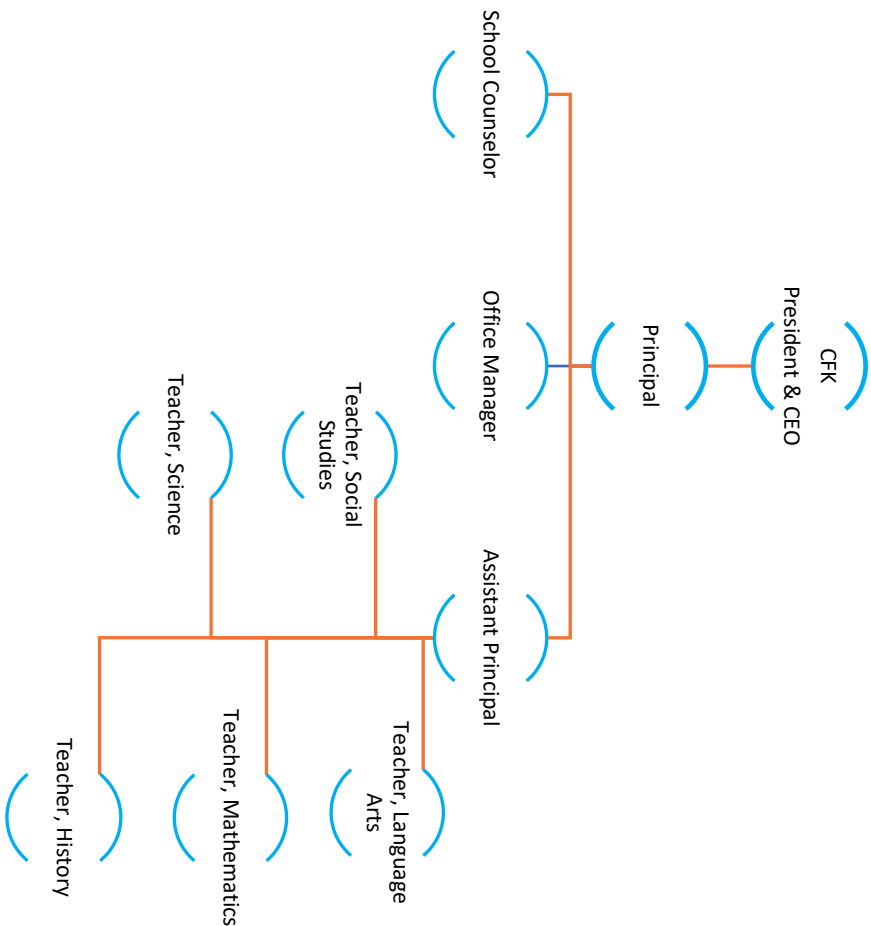 CFK
President & CEO
Principal
School Counselor
Office Manager
Assistant Principal
Teacher, Social
Studies
Teacher, Language
Arts
Teacher, Science
Teacher, Mathematics
Teacher, History